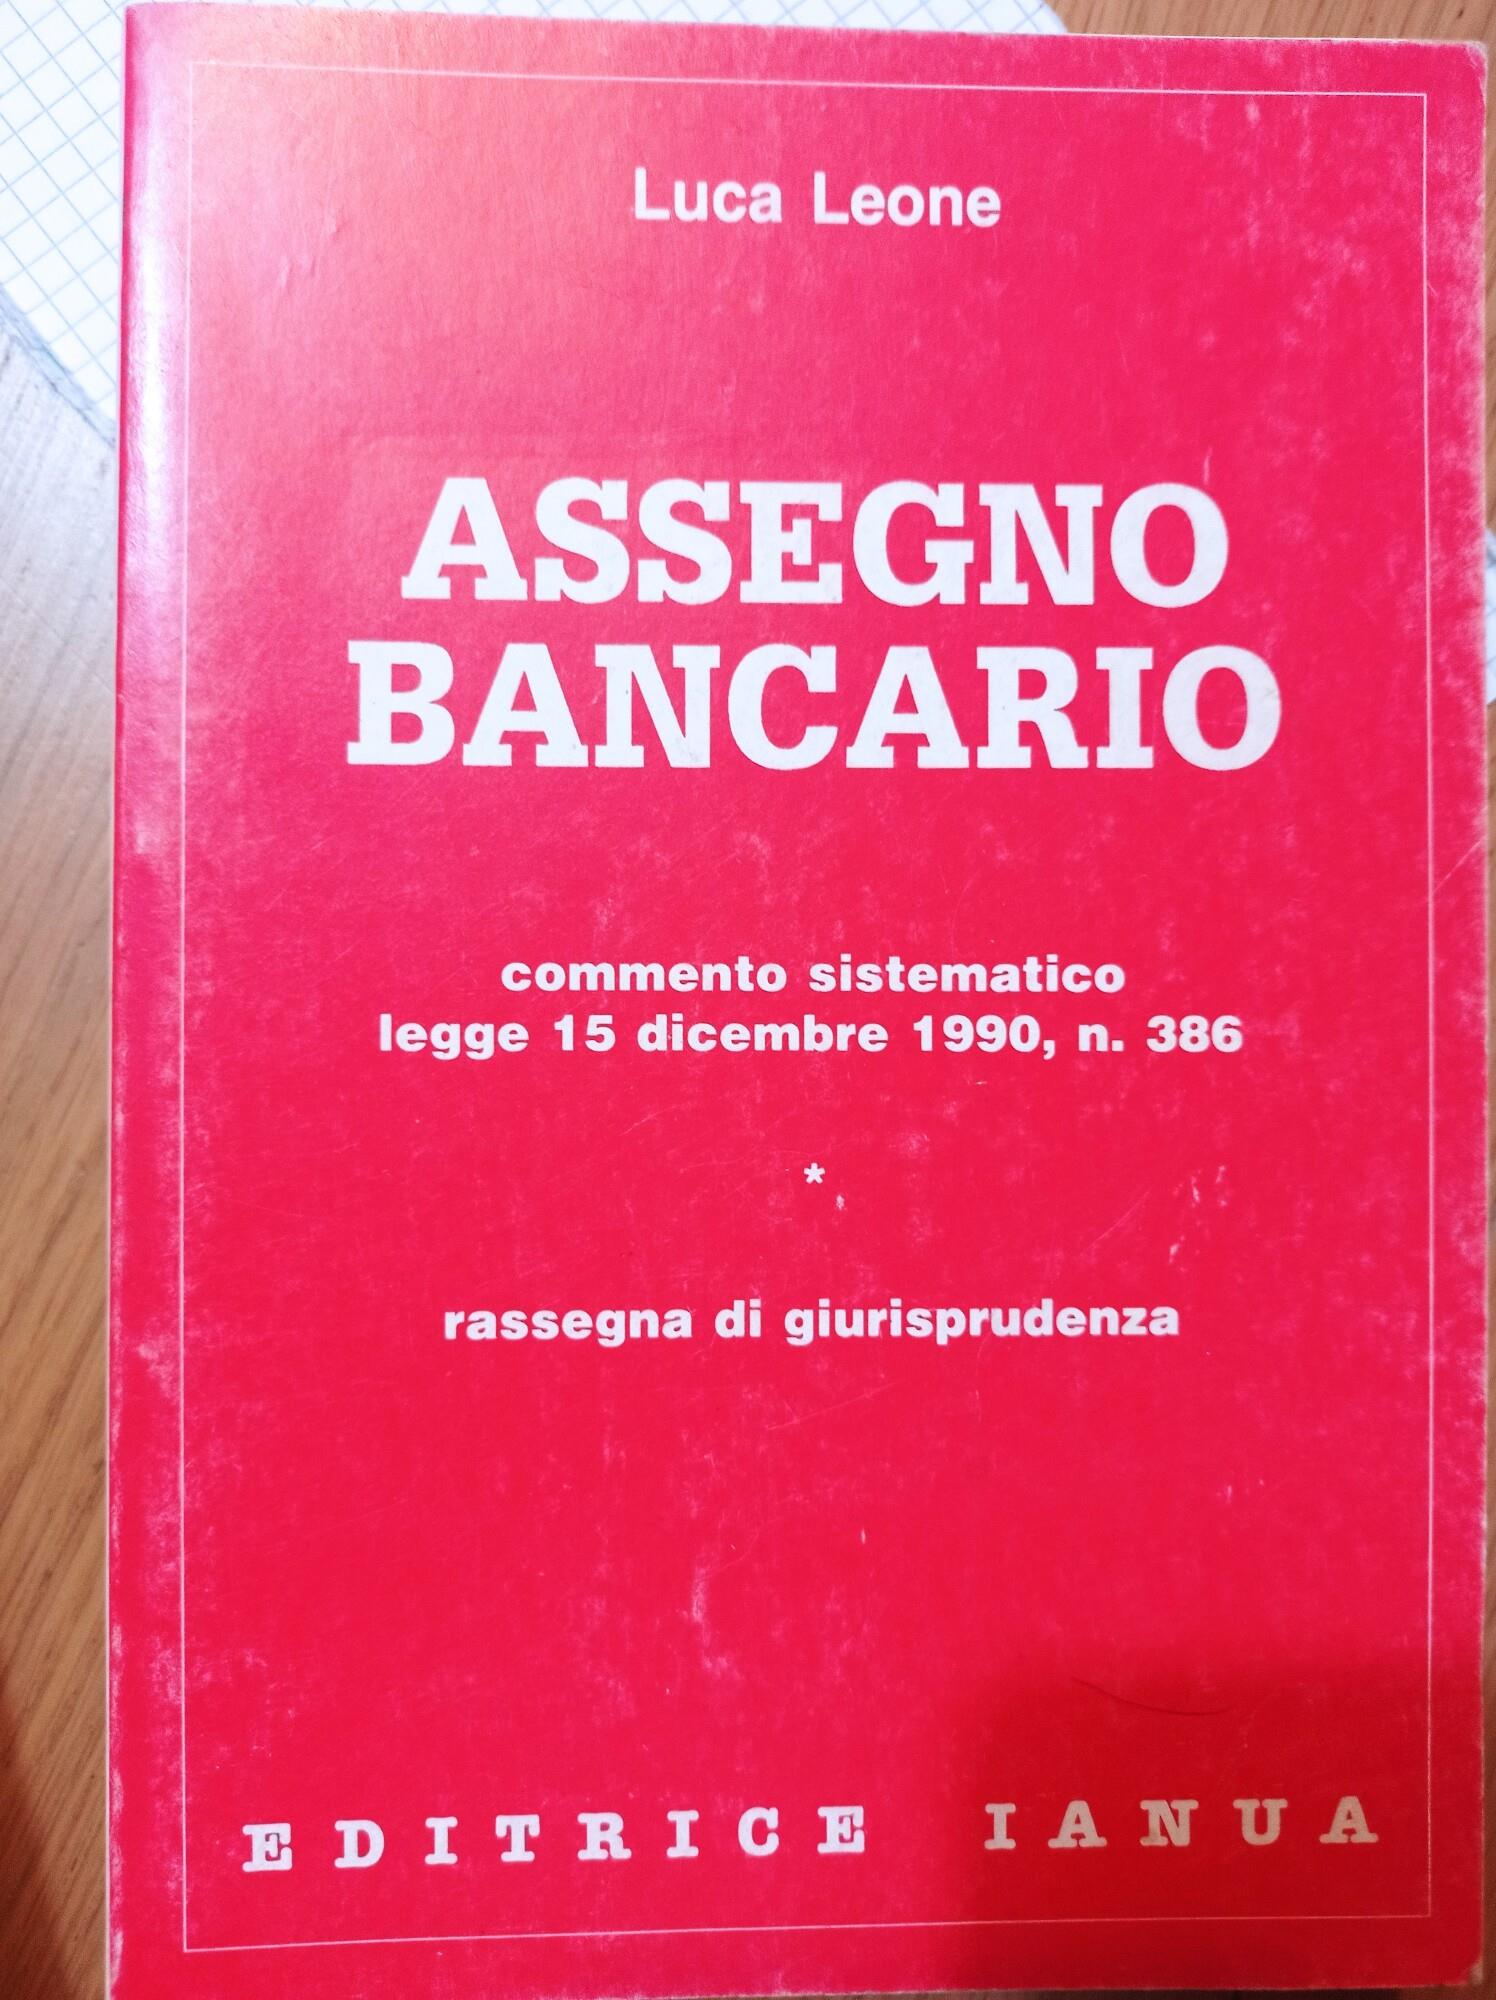 Luca Leone
ASSEGNO
BANCARIO
commento sistematico
legge 15 dicembre 1990, n. 386
*
rassegna di giurisprudenza
EDITRICE IANUA